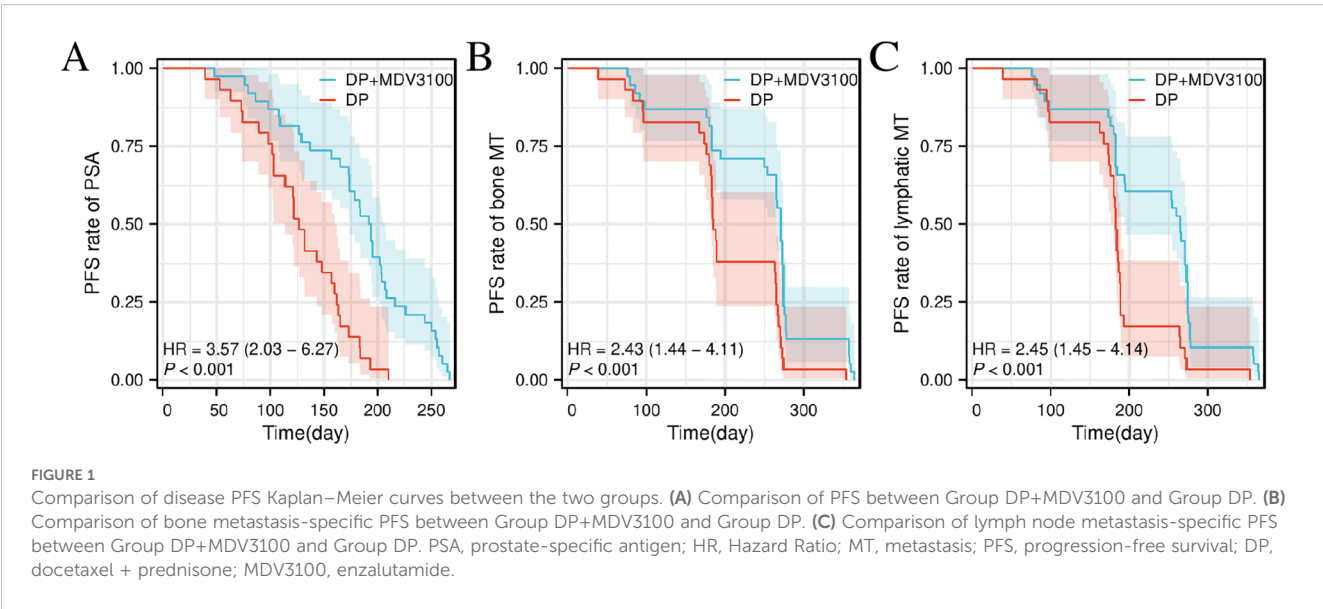 A
PFS rate of PSA
1.00
0.75
0.50
0.25
0.00
DP+MDV3100
DP
HR = 3.57 (2.03 – 6.27)
P < 0.001
0 50 100 150 200 250
Time(day)
B
PFS rate of bone MT
1.00
0.75
0.50
0.25
0.00
DP+MDV3100
DP
HR = 2.43 (1.44 – 4.11)
P < 0.001
0 100 200 300
Time(day)
C
PFS rate of lymphatic MT
1.00
0.75
0.50
0.25
0.00
DP+MDV3100
DP
HR = 2.45 (1.45 – 4.14)
P < 0.001
0 100 200 300
Time(day)
FIGURE 1
Comparison of disease PFS Kaplan–Meier curves between the two groups. (A) Comparison of PFS between Group DP+MDV3100 and Group DP. (B)
Comparison of bone metastasis-specific PFS between Group DP+MDV3100 and Group DP. (C) Comparison of lymph node metastasis-specific PFS
between Group DP+MDV3100 and Group DP. PSA, prostate-specific antigen; HR, Hazard Ratio; MT, metastasis; PFS, progression-free survival; DP,
docetaxel + prednisone; MDV3100, enzalutamide.